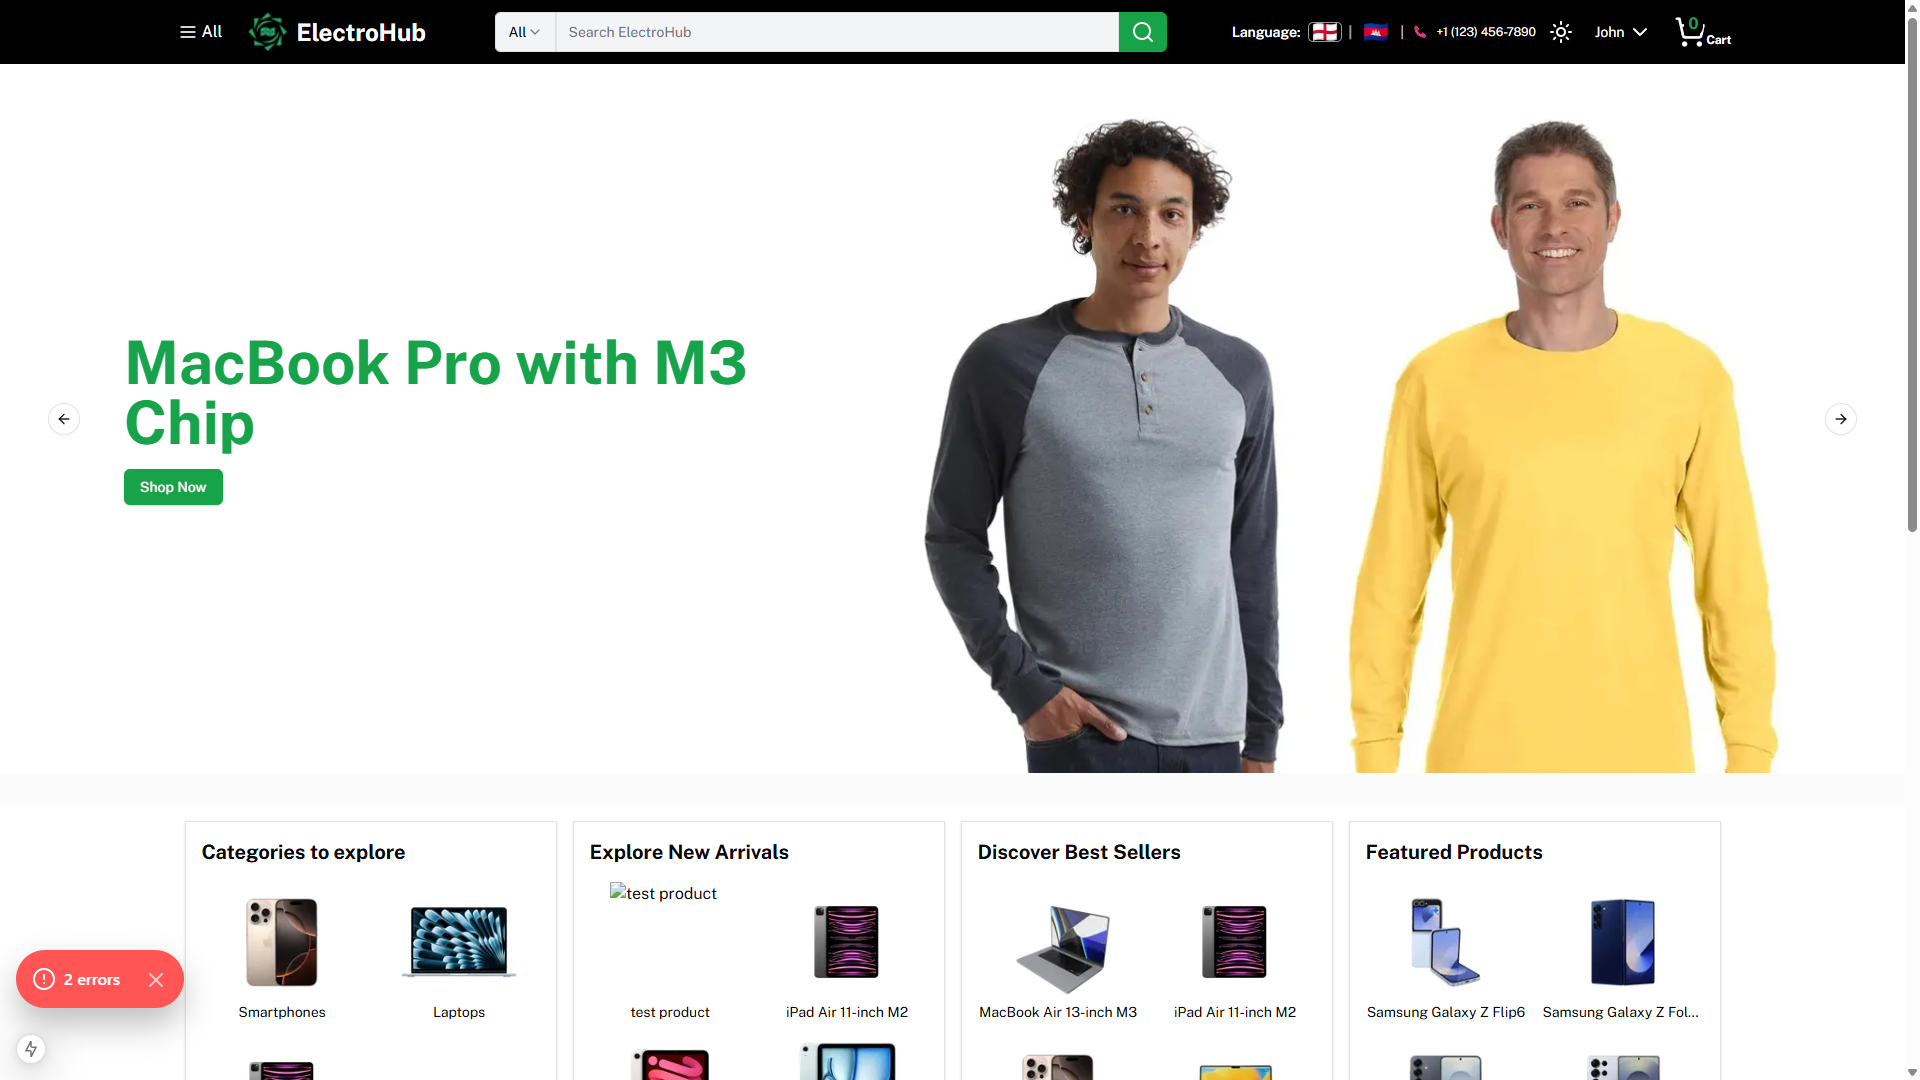 All
ElectroHub
All
Search ElectroHub
Language:
|
|
+1 (123) 456-7890
John
0
Cart
MacBook Pro with M3
Chip
Shop Now
Categories to explore
Smartphones
Laptops
Explore New Arrivals
test product
test product
iPad Air 11-inch M2
Discover Best Sellers
MacBook Air 13-inch M3
iPad Air 11-inch M2
Featured Products
Samsung Galaxy Z Flip6
Samsung Galaxy Z Fol...
2 errors